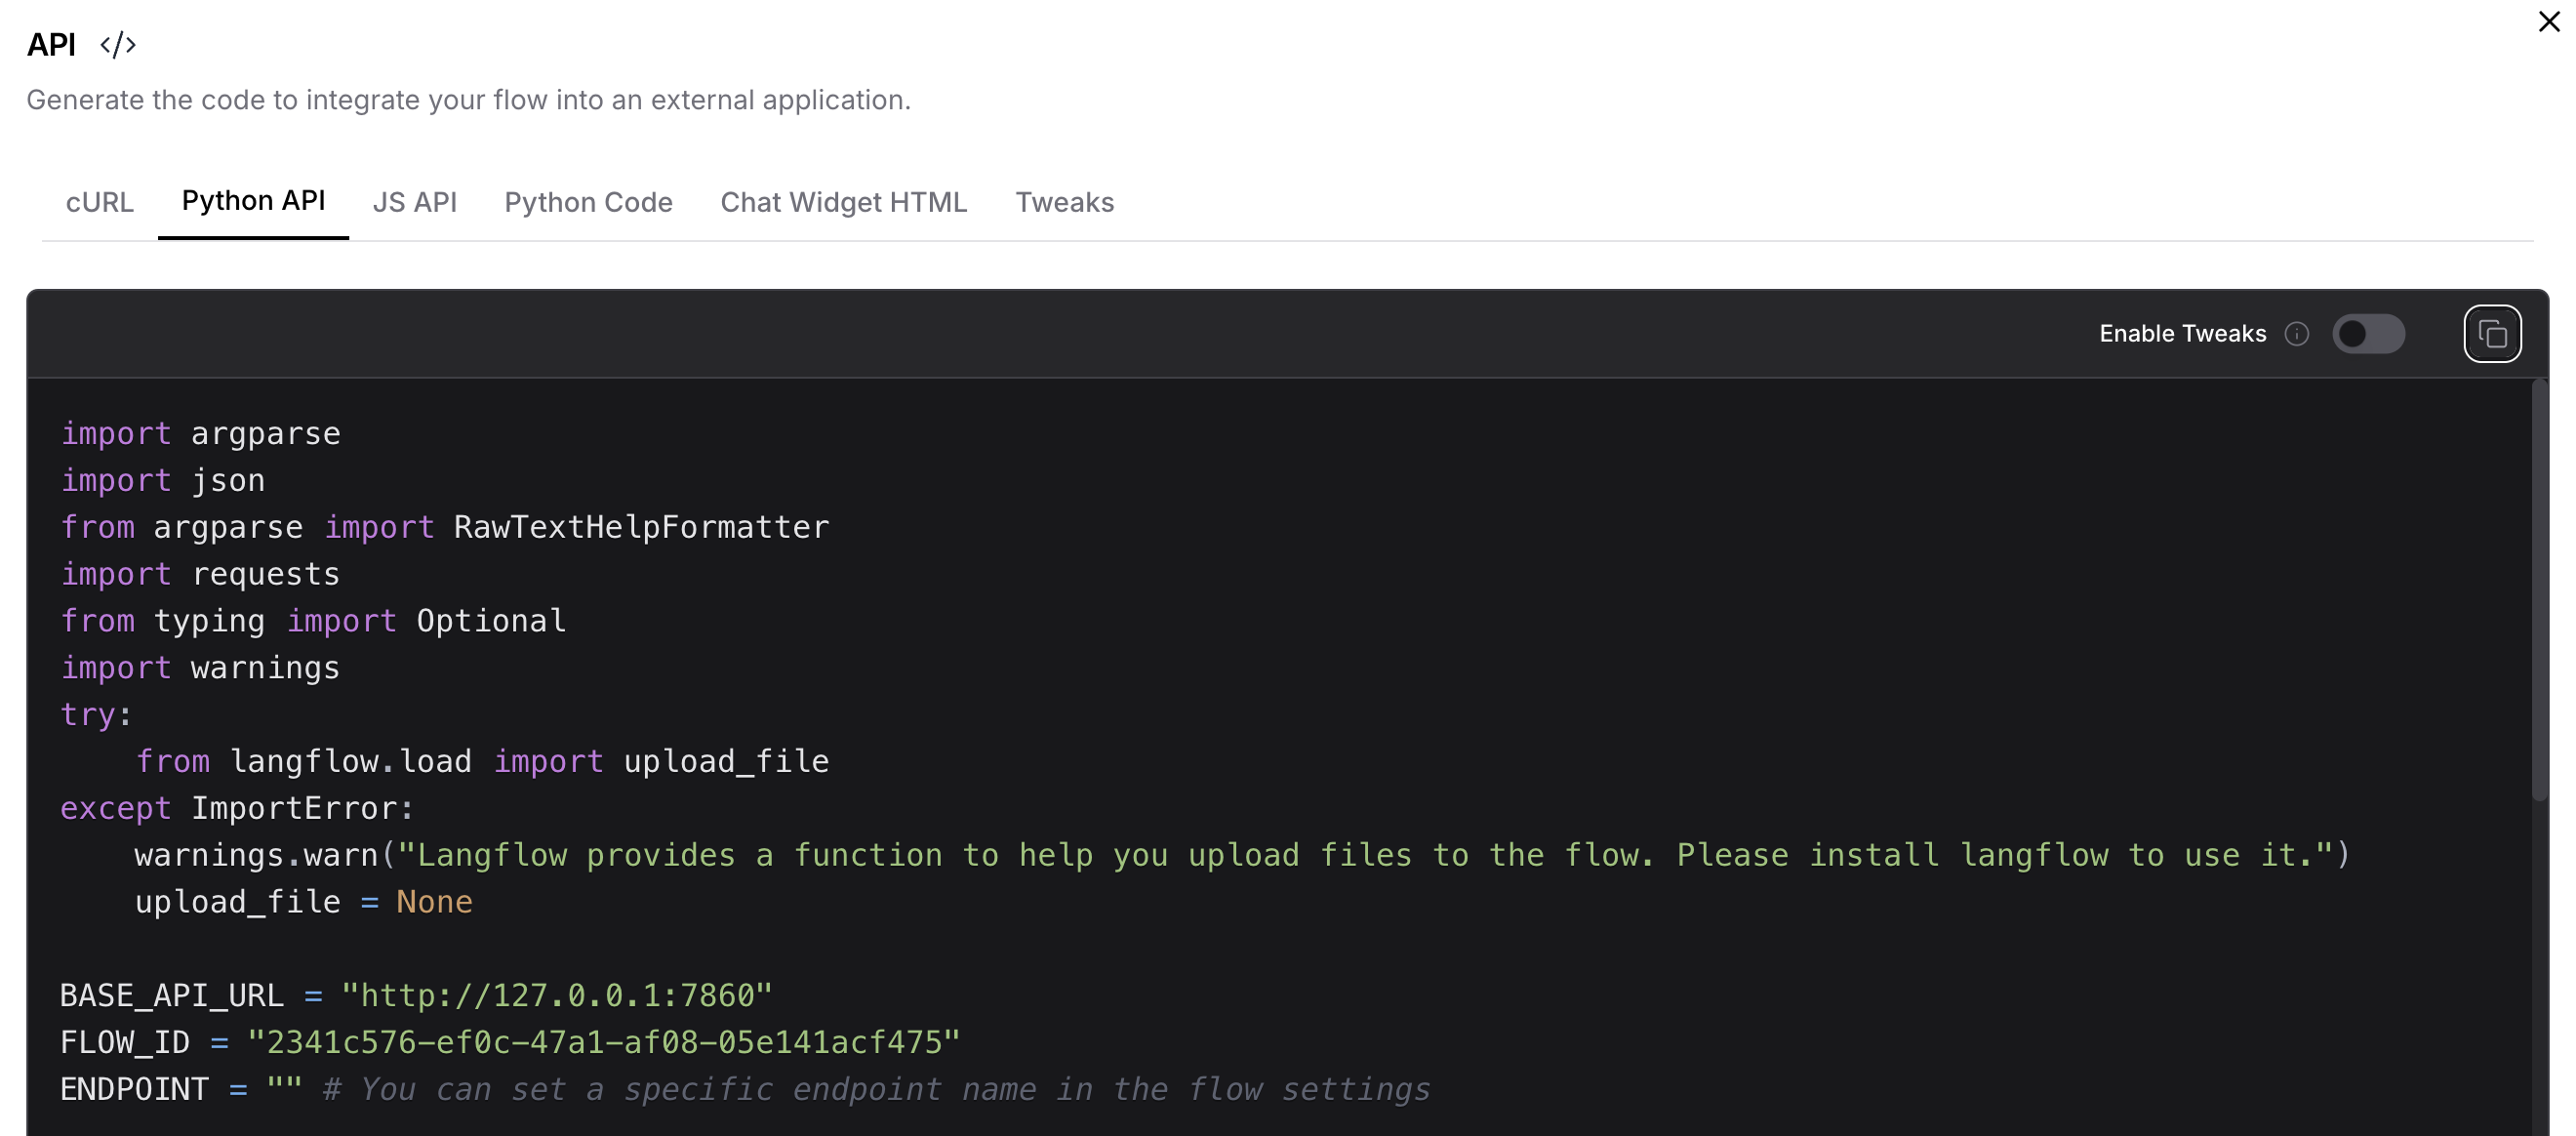 API </>
Generate the code to integrate your flow into an external application.
cURL Python API JS API Python Code Chat Widget HTML Tweaks
Enable Tweaks
import argparse
import json
from argparse import RawTextHelpFormatter
import requests
from typing import Optional
import warnings
try:
    from langflow.load import upload_file
except ImportError:
    warnings.warn("Langflow provides a function to help you upload files to the flow. Please install langflow to use it.")
    upload_file = None
BASE_API_URL = "http://127.0.0.1:7860"
FLOW_ID = "2341c576-ef0c-47a1-af08-05e141acf475"
ENDPOINT = "" # You can set a specific endpoint name in the flow settings